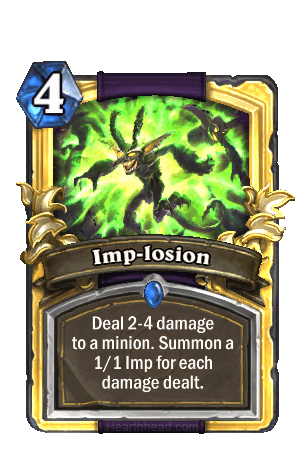 4
Imp-losion
Deal 2-4 damage
to a minion. Summon a
1/1 Imp for each
damage dealt.
Hearthhead.com